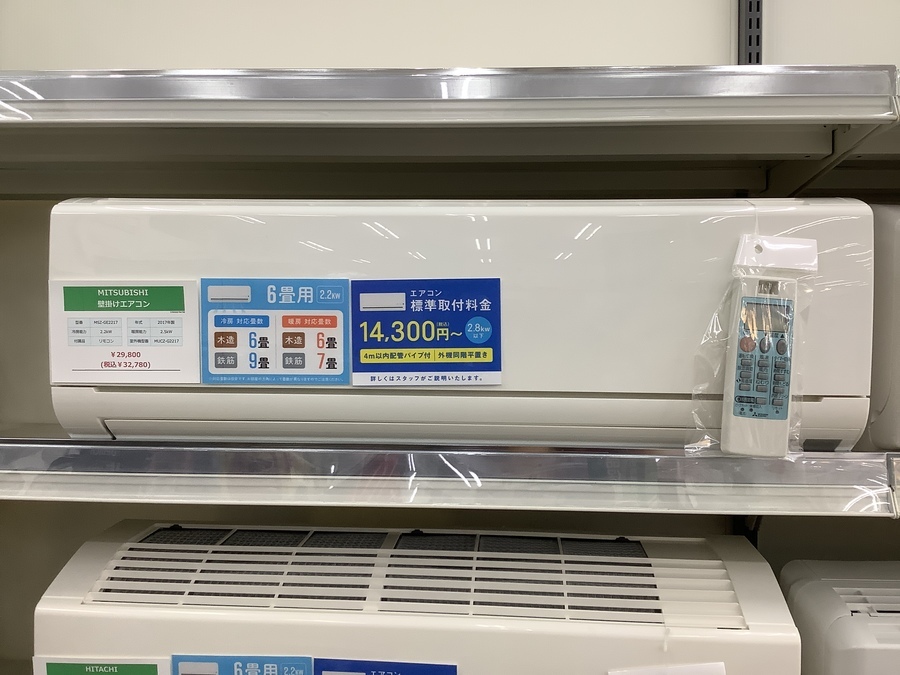 MITSUBISHI
壁掛けエアコン
型番 MSZ-GE2217 年式 2017年製
冷房能力 2.2kW 暖房能力 2.5kW
付属品 リモコン 室外機型番 MUCZ-G2217
￥29,800
(税込￥32,780)
6畳用 2.2kW
冷房 対応畳数 暖房 対応畳数
木造 6畳 木造 6畳
鉄筋 9畳 鉄筋 7畳
エアコン
標準取付料金
14,300円(税込)～ 2.8kW以下
4m以内配管パイプ付 外機同階平置き
詳しくはスタッフがご説明いたします。
HITACHI
6畳用 2.2kW
エアコン